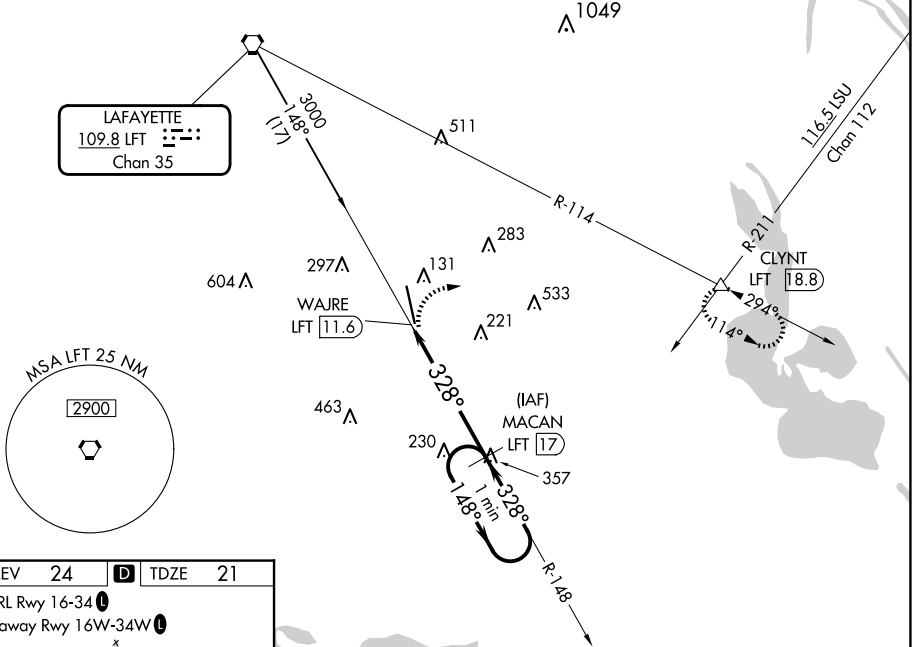 1049
LAFAYETTE
109.8 LFT
Chan 35
3000
148°
(17)
511
116.5 LSU
Chan 112
R-114
R-211
CLYNT
LFT 18.8
294°
114°
283
297
131
604
533
221
WAJRE
LFT 11.6
328°
MSA LFT 25 NM
2900
463
(IAF)
MACAN
LFT 17
230
357
148°
1 min
328°
R-148
EV 24 D TDZE 21
RL Rwy 16-34 L
away Rwy 16W-34W L
x